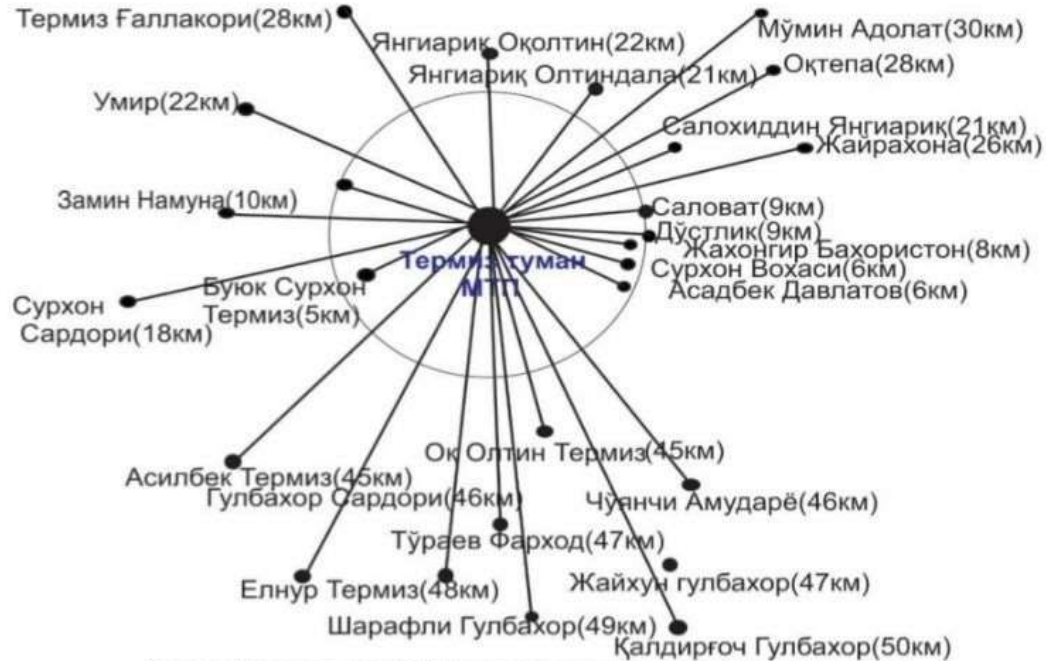 Термиз Ғаллакори(28км)
Мўмин Адолат(30км)
Янгиариқ Оқолтин(22км)
Оқтепа(28км)
Янгиариқ Олтиндала(21км)
Умир(22км)
Салохиддин Янгиариқ(21км)
Жайрахона(26км)
Замин Намуна(10км)
Саловат(9км)
Дўстлик(9км)
Жахонгир Бахористон(8км)
Термиз туман
МТП
Сурхон Вохаси(6км)
Асадбек Давлатов(6км)
Буюк Сурхон
Термиз(5км)
Сурхон
Сардори(18км)
Оқ Олтин Термиз(45км)
Асилбек Термиз(45км)
Гулбахор Сардори(46км)
Чўянчи Амударё(46км)
Тўраев Фарход(47км)
Жайхун гулбахор(47км)
Елнур Термиз(48км)
Шарафли Гулбахор(49км)
Қалдирғоч Гулбахор(50км)